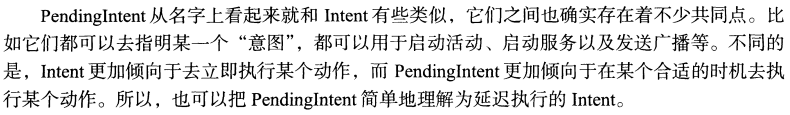 PendingIntent 从名字上看起来就和 Intent 有些类似，它们之间也确实存在着不少共同点。比
如它们都可以去指明某一个“意图”，都可以用于启动活动、启动服务以及发送广播等。不同的
是，Intent 更加倾向于去立即执行某个动作，而 PendingIntent 更加倾向于在某个合适的时机去执
行某个动作。所以，也可以把 PendingIntent 简单地理解为延迟执行的 Intent。